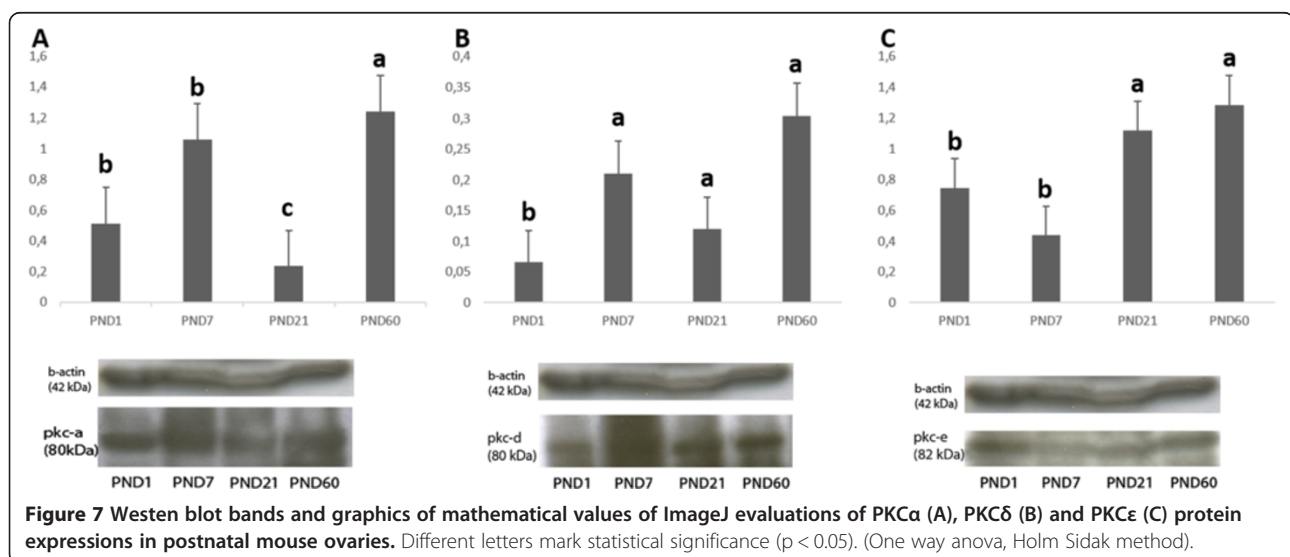 A
1,6
1,4
1,2
1
0,8
0,6
0,4
0,2
0
b
b
c
a
PND1 PND7 PND21 PND60
b-actin
(42 kDa)
pkc-a
(80kDa)
PND1 PND7 PND21 PND60
B
0,4
0,35
0,3
0,25
0,2
0,15
0,1
0,05
0
b
a
a
a
PND1 PND7 PND21 PND60
b-actin
(42 kDa)
pkc-d
(80 kDa)
PND1 PND7 PND21 PND60
C
1,6
1,4
1,2
1
0,8
0,6
0,4
0,2
0
b
b
a
a
PND1 PND7 PND21 PND60
b-actin
(42 kDa)
pkc-e
(82 kDa)
PND1 PND7 PND21 PND60
Figure 7 Westen blot bands and graphics of mathematical values of ImageJ evaluations of PKCα (A), PKCδ (B) and PKCε (C) protein
expressions in postnatal mouse ovaries. Different letters mark statistical significance (p < 0.05). (One way anova, Holm Sidak method).